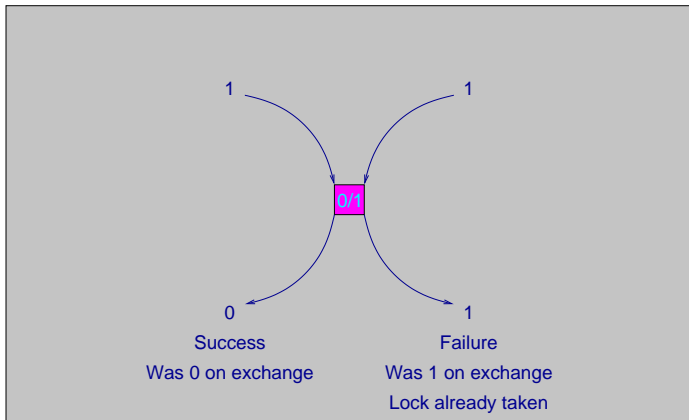 1 1
0/1
0 1
Success Failure
Was 0 on exchange Was 1 on exchange
Lock already taken